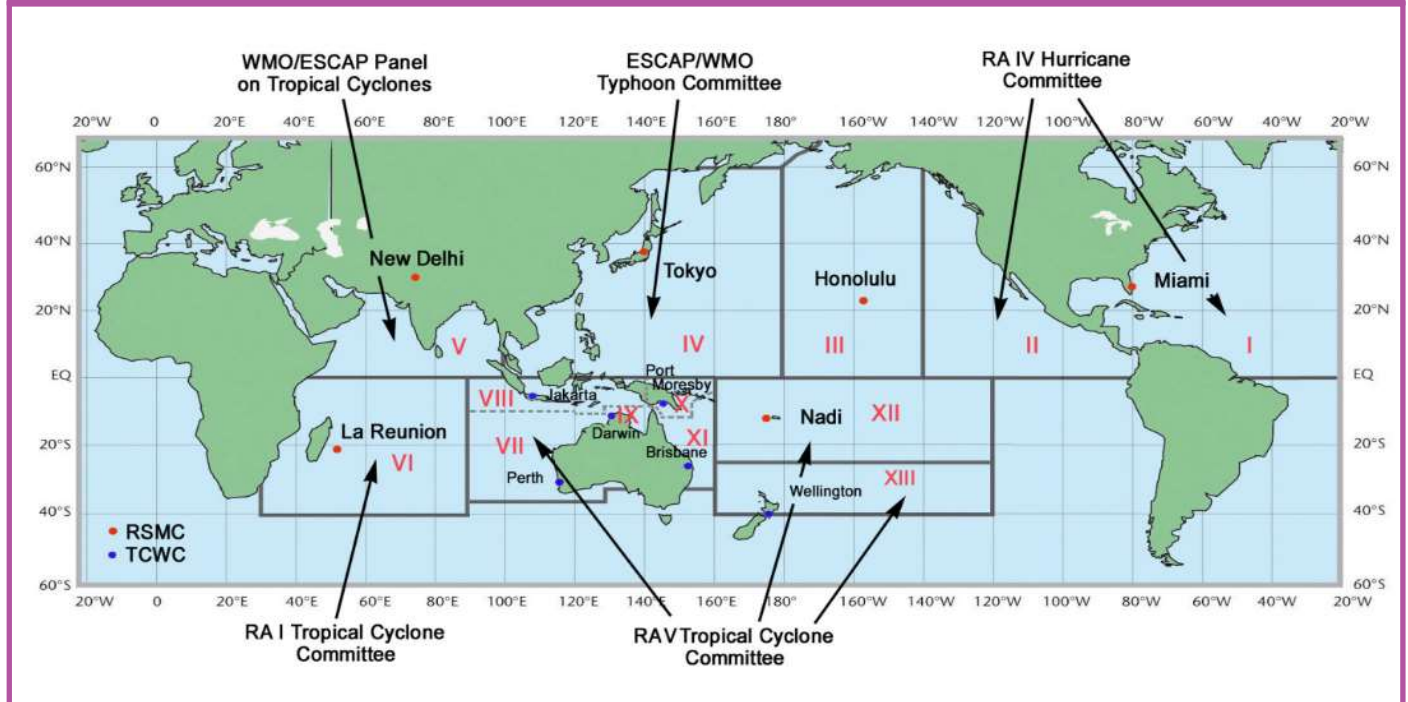 WMO/ESCAP Panel
on Tropical Cyclones
ESCAP/WMO
Typhoon Committee
RA IV Hurricane
Committee
20°W 0° 20°E 40°E 60°E 80°E 100°E 120°E 140°E 160°E 180° 160°W 140°W 120°W 100°W 80°W 60°W 40°W 20°W
60°N 60°N
40°N 40°N
New Delhi
Tokyo
Honolulu
Miami
20°N 20°N
V IV III II I
EQ EQ
Port
Moresby
VIII
Jakarta
IX
X
Darwin
Nadi
XII
La Reunion
VI
VII
XI
Brisbane
20°S 20°S
Perth
XIII
Wellington
40°S 40°S
RSMC
TCWC
60°S 60°S
20°W 0° 20°E 40°E 60°E 80°E 100°E 120°E 140°E 160°E 180° 160°W 140°W 120°W 100°W 80°W 60°W 40°W 20°W
RA I Tropical Cyclone
Committee
RA V Tropical Cyclone
Committee